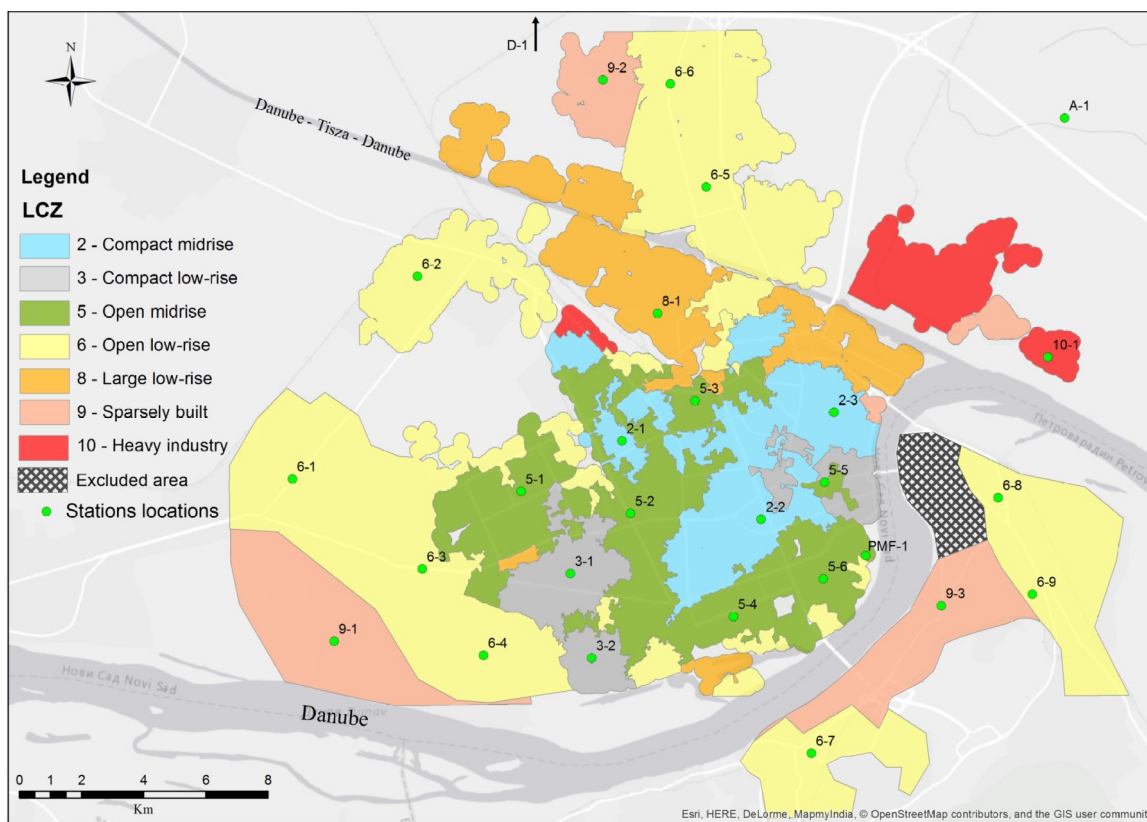 D-1
N
9-2
6-6
A-1
Danube - Tisza - Danube
6-5
Legend
LCZ
2 - Compact midrise
3 - Compact low-rise
5 - Open midrise
6 - Open low-rise
8 - Large low-rise
9 - Sparsely built
10 - Heavy industry
Excluded area
Stations locations
6-2
8-1
10-1
5-3
2-3
2-1
Петроварадин Petrov
6-1
5-1
5-5
6-8
5-2
2-2
PMF-1
6-3
3-1
5-6
6-9
9-3
5-4
9-1
6-4
3-2
Нови Сад Novi Sad
Danube
6-7
0 1 2 4 6 8
Km
Esri, HERE, DeLorme, MapmyIndia, © OpenStreetMap contributors, and the GIS user communit